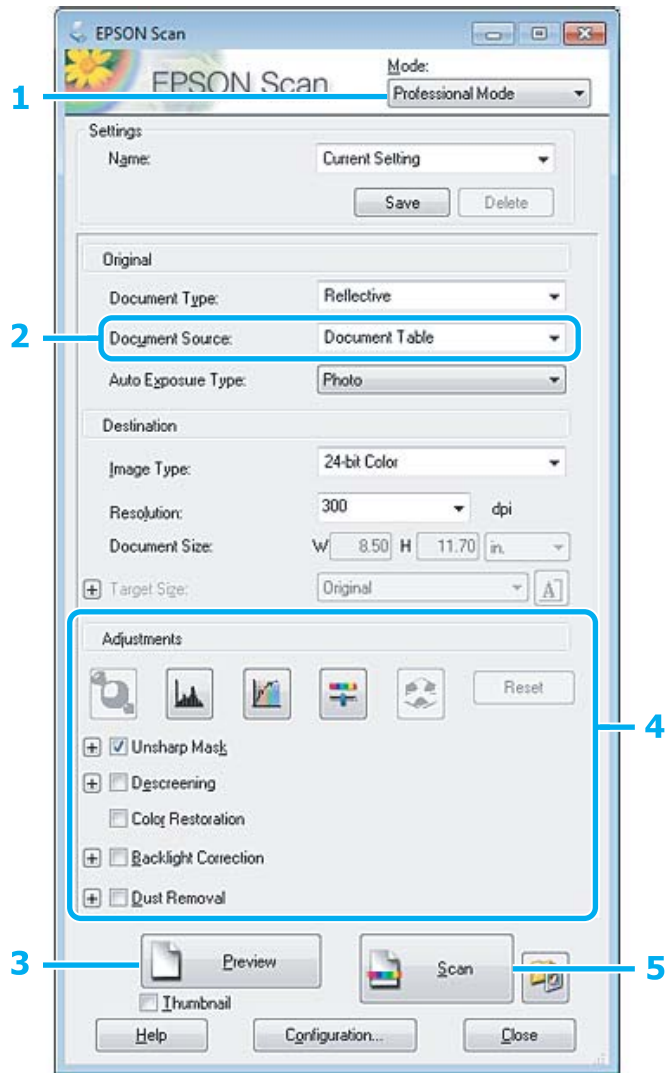 EPSON Scan
EPSON Scan
Mode:
1
Professional Mode
Settings
Name: Current Setting
Save Delete
Original
Document Type: Reflective
2
Document Source: Document Table
Auto Exposure Type: Photo
Destination
Image Type: 24-bit Color
Resolution: 300 dpi
Document Size: W 8.50 H 11.70 in.
Target Size: Original A
Adjustments
Reset
4
Unsharp Mask
Descreening
Color Restoration
Backlight Correction
Dust Removal
3
Preview Scan
5
Thumbnail
Help Configuration... Close